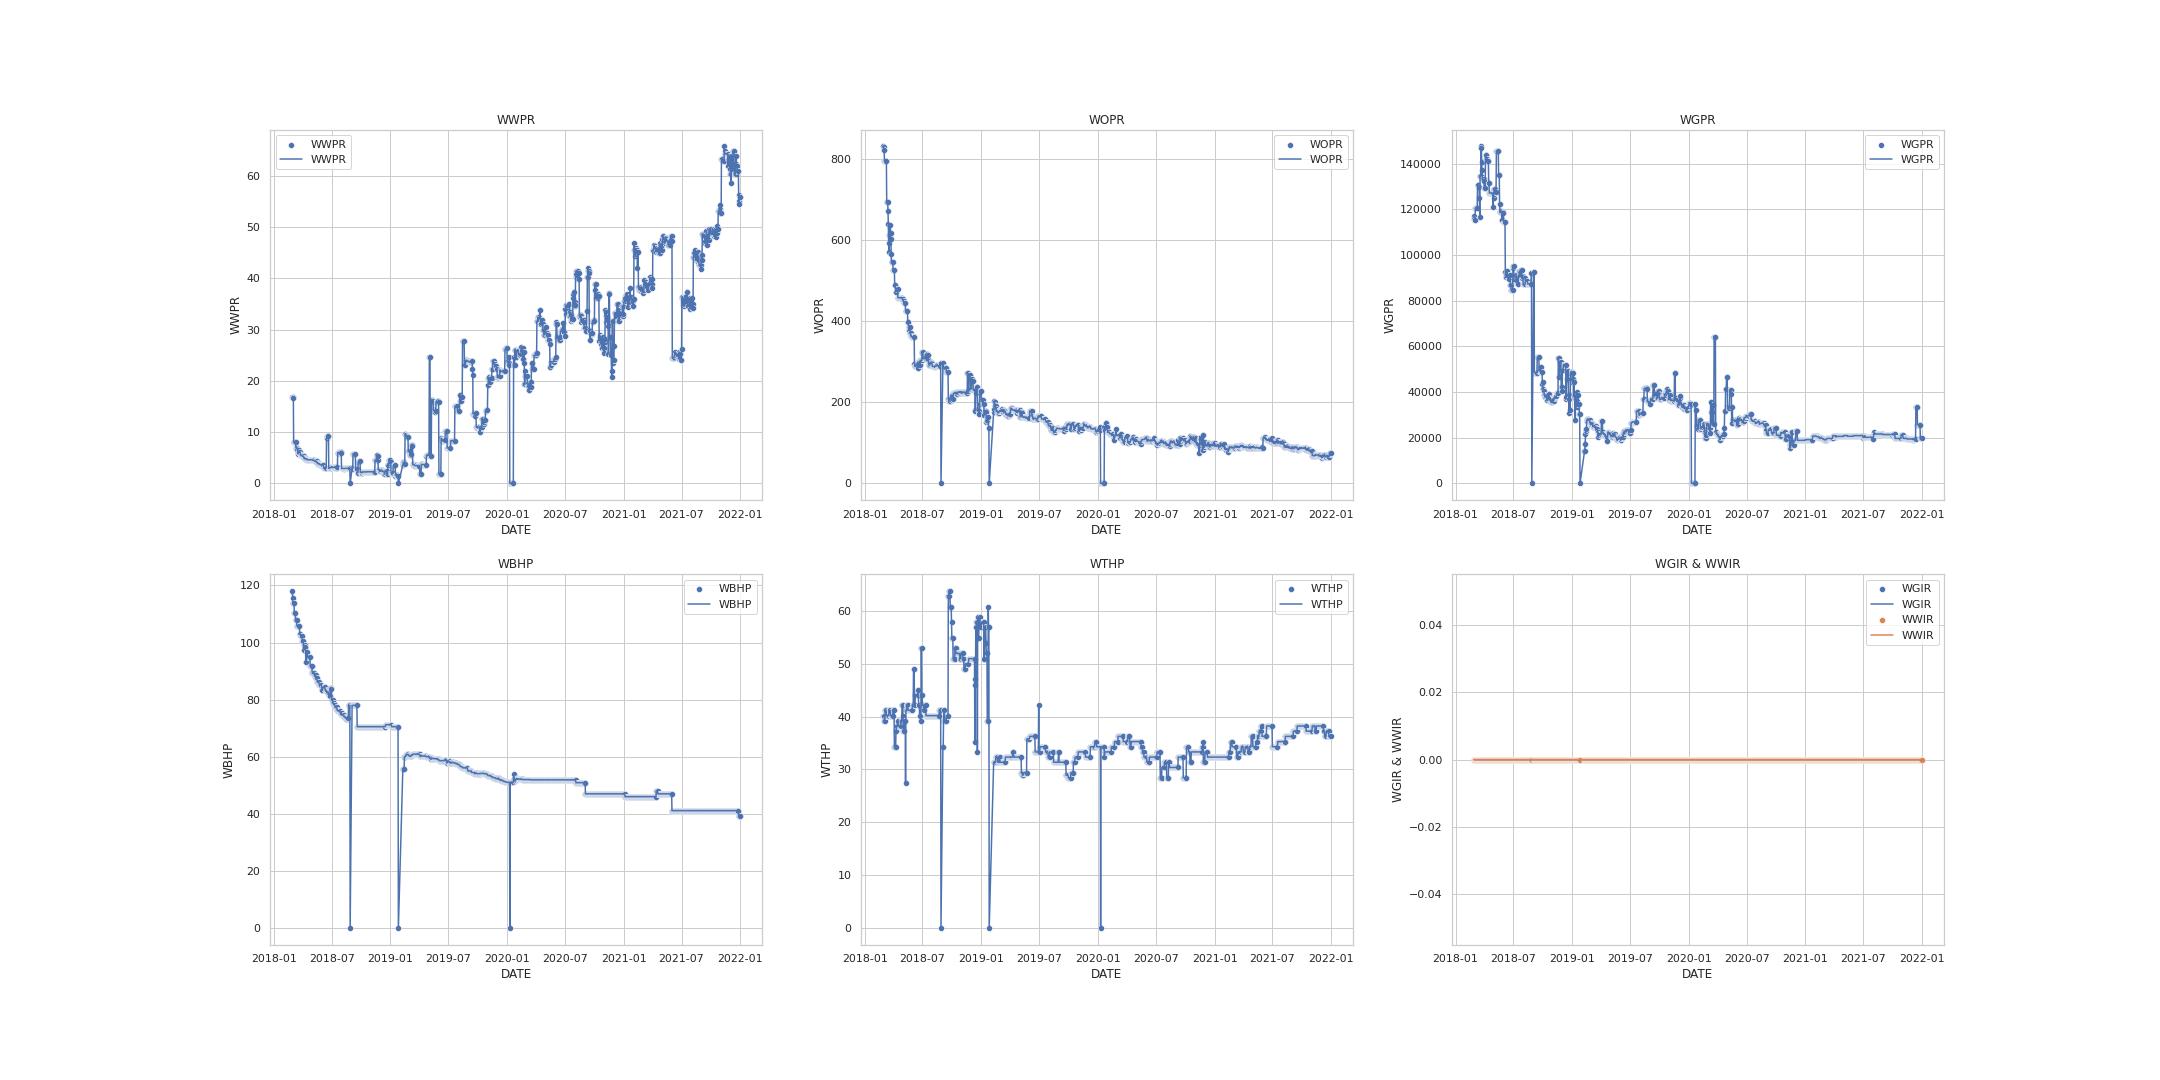 WWPR
WWPR
WWPR
WWPR
60
50
40
30
20
10
0
2018-01 2018-07 2019-01 2019-07 2020-01 2020-07 2021-01 2021-07 2022-01
DATE
WOPR
WOPR
WOPR
WOPR
800
600
400
200
0
2018-01 2018-07 2019-01 2019-07 2020-01 2020-07 2021-01 2021-07 2022-01
DATE
WGPR
WGPR
WGPR
WGPR
140000
120000
100000
80000
60000
40000
20000
0
2018-01 2018-07 2019-01 2019-07 2020-01 2020-07 2021-01 2021-07 2022-01
DATE
WBHP
WBHP
WBHP
WBHP
120
100
80
60
40
20
0
2018-01 2018-07 2019-01 2019-07 2020-01 2020-07 2021-01 2021-07 2022-01
DATE
WTHP
WTHP
WTHP
WTHP
60
50
40
30
20
10
0
2018-01 2018-07 2019-01 2019-07 2020-01 2020-07 2021-01 2021-07 2022-01
DATE
WGIR & WWIR
WGIR
WGIR
WWIR
WWIR
WGIR & WWIR
0.04
0.02
0.00
−0.02
−0.04
2018-01 2018-07 2019-01 2019-07 2020-01 2020-07 2021-01 2021-07 2022-01
DATE